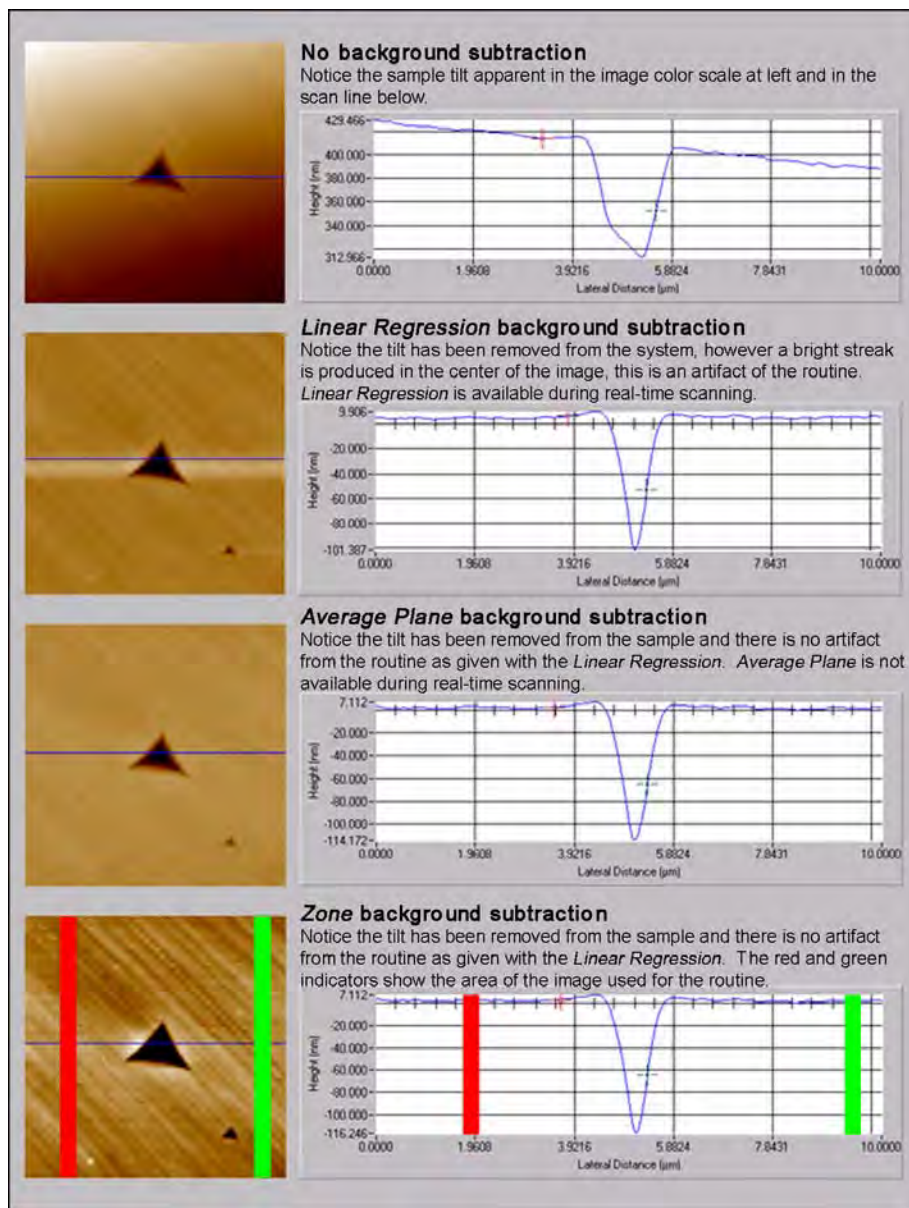 No background subtraction
Notice the sample tilt apparent in the image color scale at left and in the
scan line below.
429.466
400.000
380.000
360.000
340.000
312.966
Height [nm]
0.0000 1.9608 3.9216 5.8824 7.8431 10.0000
Lateral Distance [µm]
Linear Regression background subtraction
Notice the tilt has been removed from the system, however a bright streak
is produced in the center of the image, this is an artifact of the routine.
Linear Regression is available during real-time scanning.
9.906
-20.000
-40.000
-60.000
-80.000
-101.387
Height [nm]
0.0000 1.9608 3.9216 5.8824 7.8431 10.0000
Lateral Distance [µm]
Average Plane background subtraction
Notice the tilt has been removed from the sample and there is no artifact
from the routine as given with the Linear Regression. Average Plane is not
available during real-time scanning.
7.112
-20.000
-40.000
-60.000
-80.000
-100.000
-114.172
Height [nm]
0.0000 1.9608 3.9216 5.8824 7.8431 10.0000
Lateral Distance [µm]
Zone background subtraction
Notice the tilt has been removed from the sample and there is no artifact
from the routine as given with the Linear Regression. The red and green
indicators show the area of the image used for the routine.
7.112
-20.000
-40.000
-60.000
-80.000
-100.000
-116.246
Height [nm]
0.0000 1.9608 3.9216 5.8824 7.8431 10.0000
Lateral Distance [µm]